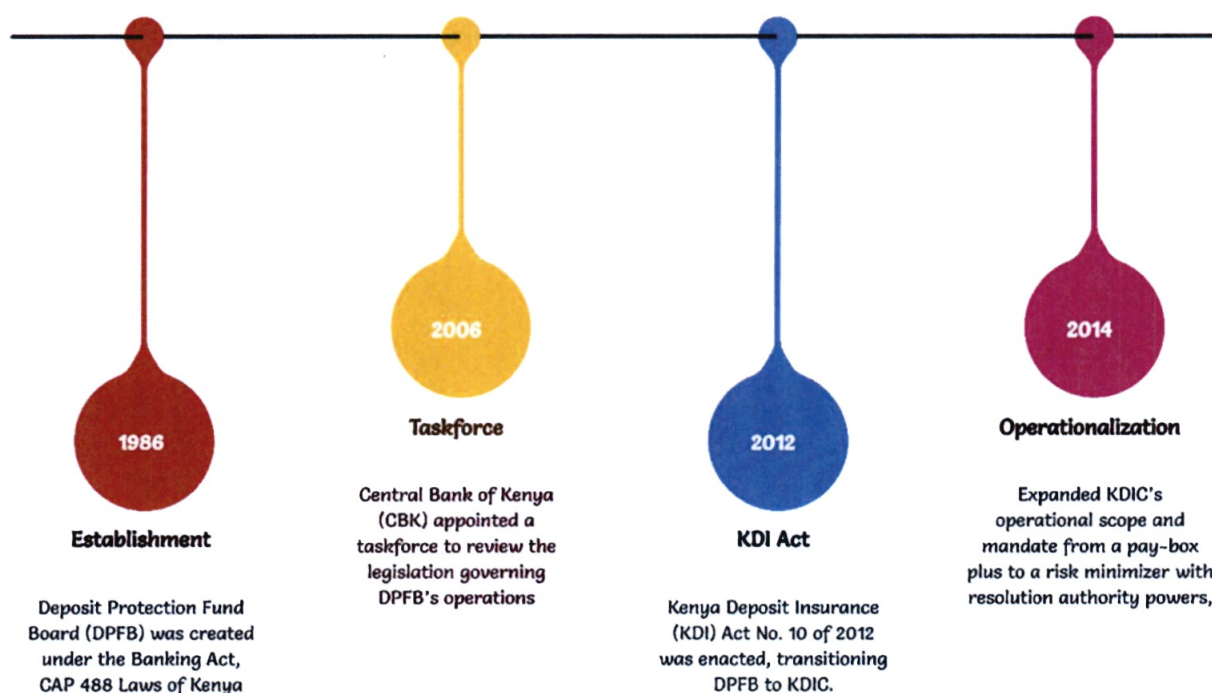 1986
Establishment
Deposit Protection Fund
Board (DPFB) was created
under the Banking Act,
CAP 488 Laws of Kenya
2006
Taskforce
Central Bank of Kenya
(CBK) appointed a
taskforce to review the
legislation governing
DPFB's operations
2012
KDI Act
Kenya Deposit Insurance
(KDI) Act No. 10 of 2012
was enacted, transitioning
DPFB to KDIC.
2014
Operationalization
Expanded KDIC's
operational scope and
mandate from a pay-box
plus to a risk minimizer with
resolution authority powers,